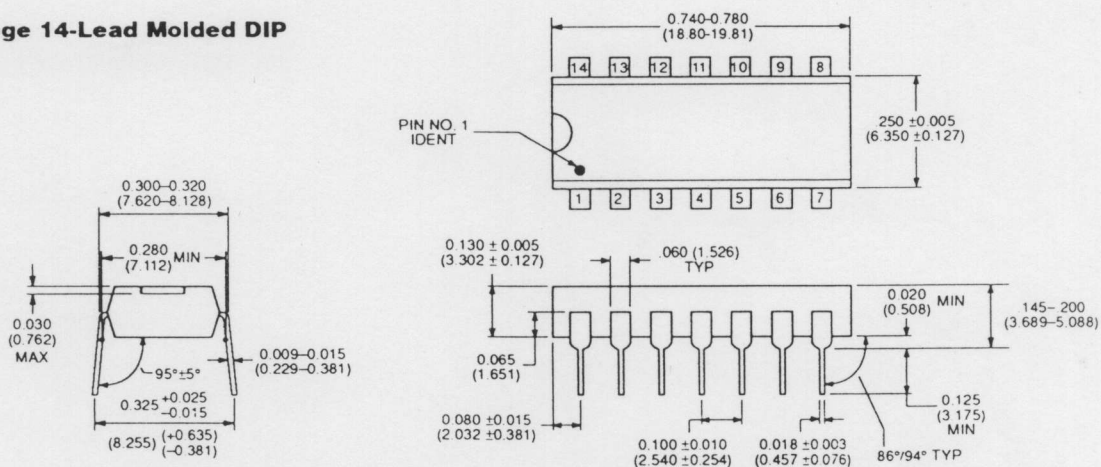 ge 14-Lead Molded DIP
0.740–0.780
(18.80-19.81)
14 13 12 11 10 9 8
PIN NO. 1
IDENT
.250 ±0.005
(6.350 ±0.127)
1 2 3 4 5 6 7
0.300–0.320
(7.620–8.128)
0.280 MIN
(7.112)
0.030
(0.762)
MAX
95°±5°
0.009–0.015
(0.229–0.381)
0.325 +0.025
–0.015
(8.255) (+0.635)
(–0.381)
0.130 ± 0.005
(3.302 ± 0.127)
.060 (1.526)
TYP
0.020 MIN
(0.508)
.145-.200
(3.689–5.088)
0.065
(1.651)
0.080 ±0.015
(2.032 ±0.381)
0.100 ±0.010
(2.540 ±0.254)
0.018 ±0.003
(0.457 ±0.076)
0.125
(3.175)
MIN
86°/94° TYP